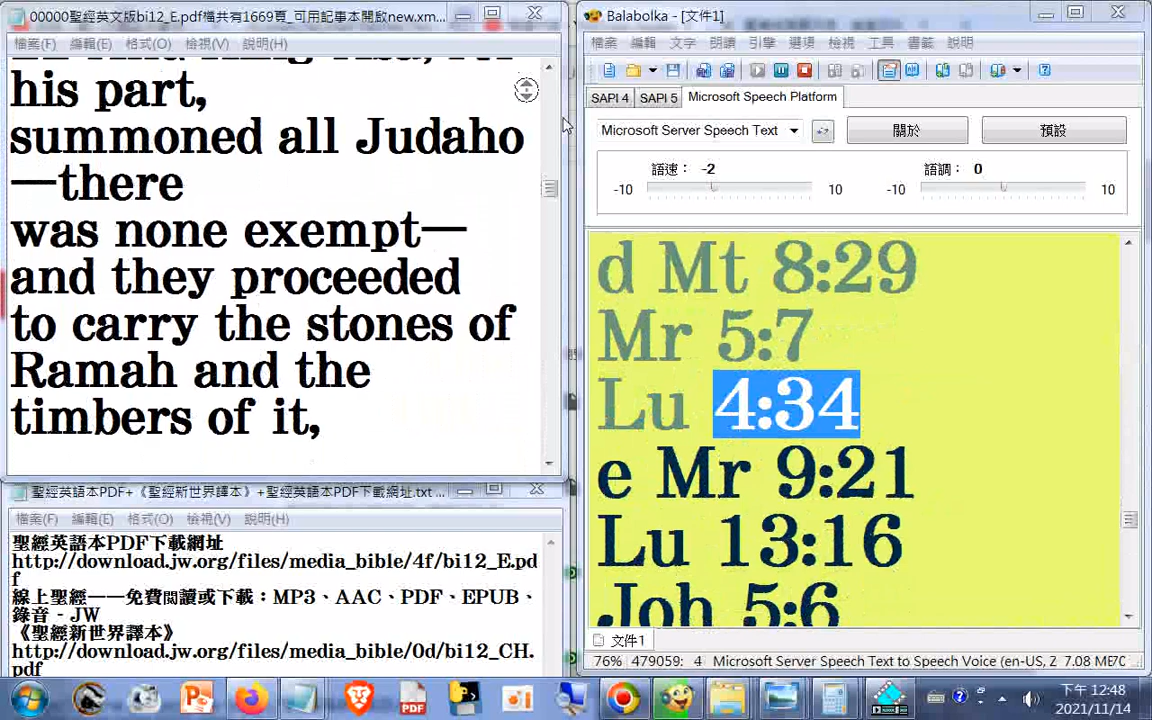 00000聖經英文版bi12_E.pdf檔共有1669頁_可用記事本開啟new.xm...
檔案(F) 編輯(E) 格式(O) 檢視(V) 說明(H)
his part,
summoned all Judaho
—there
was none exempt—
and they proceeded
to carry the stones of
Ramah and the
timbers of it,
聖經英語本PDF+《聖經新世界譯本》+聖經英語本PDF下載網址.txt ...
檔案(F) 編輯(E) 格式(O) 檢視(V) 說明(H)
聖經英語本PDF下載網址
http://download.jw.org/files/media_bible/4f/bi12_E.pd
f
線上聖經——免費閱讀或下載：MP3、AAC、PDF、EPUB、
錄音 - JW
《聖經新世界譯本》
http://download.jw.org/files/media_bible/0d/bi12_CH.
pdf
Balabolka - [文件1]
檔案 編輯 文字 朗讀 引擎 選項 檢視 工具 書籤 說明
SAPI 4 SAPI 5 Microsoft Speech Platform
Microsoft Server Speech Text 關於 預設
語速： -2 語調： 0
-10 10 -10 10
d Mt 8:29
Mr 5:7
Lu 4:34
e Mr 9:21
Lu 13:16
Joh 5:6
文件1
76% 479059: 4 Microsoft Server Speech Text to Speech Voice (en-US, Z 7.08 ME
下午 12:48
2021/11/14